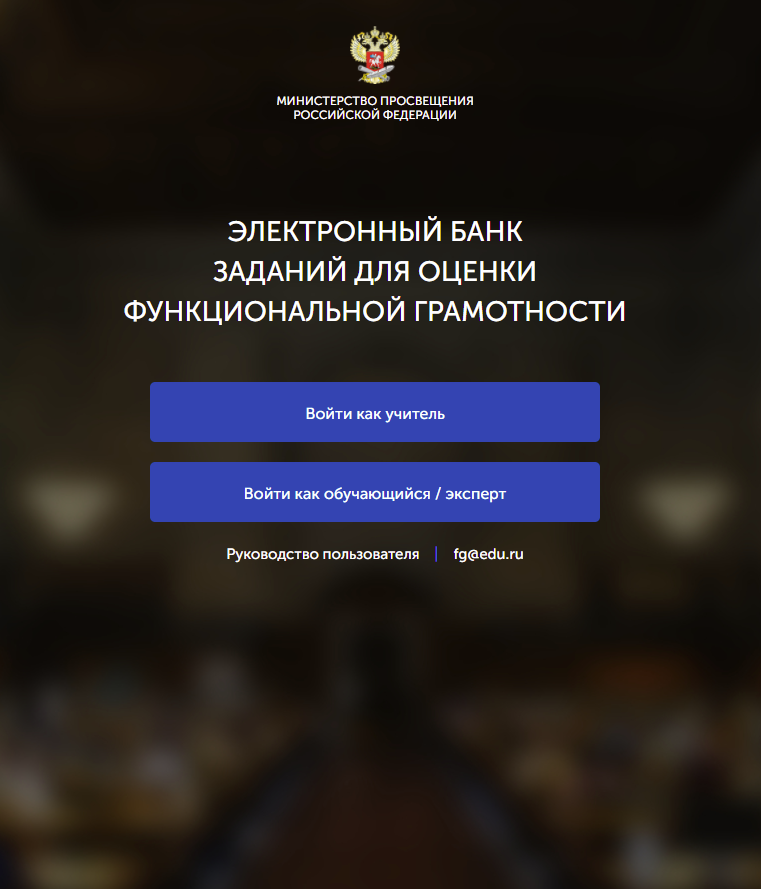 МИНИСТЕРСТВО ПРОСВЕЩЕНИЯ
РОССИЙСКОЙ ФЕДЕРАЦИИ
ЭЛЕКТРОННЫЙ БАНК
ЗАДАНИЙ ДЛЯ ОЦЕНКИ
ФУНКЦИОНАЛЬНОЙ ГРАМОТНОСТИ
Войти как учитель
Войти как обучающийся / эксперт
Руководство пользователя | fg@edu.ru